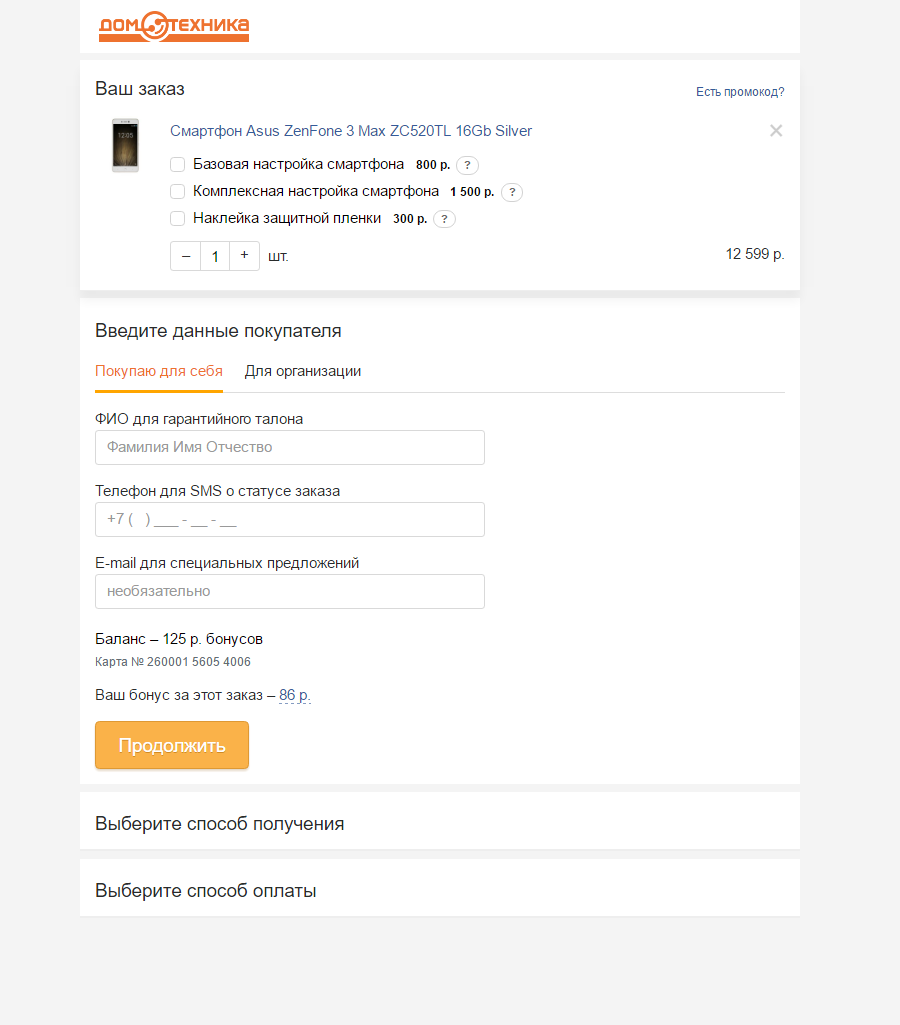 ДОМОТЕХНИКА
Ваш заказ
Есть промокод?
12:05
Смартфон Asus ZenFone 3 Max ZC520TL 16Gb Silver
×
Базовая настройка смартфона 800 р. ?
Комплексная настройка смартфона 1 500 р. ?
Наклейка защитной пленки 300 р. ?
– 1 + шт.
12 599 р.
Введите данные покупателя
Покупаю для себя Для организации
ФИО для гарантийного талона
Фамилия Имя Отчество
Телефон для SMS о статусе заказа
+7 ( ) ___ - __ - __
E-mail для специальных предложений
необязательно
Баланс – 125 р. бонусов
Карта № 260001 5605 4006
Ваш бонус за этот заказ – 86 р.
Продолжить
Выберите способ получения
Выберите способ оплаты